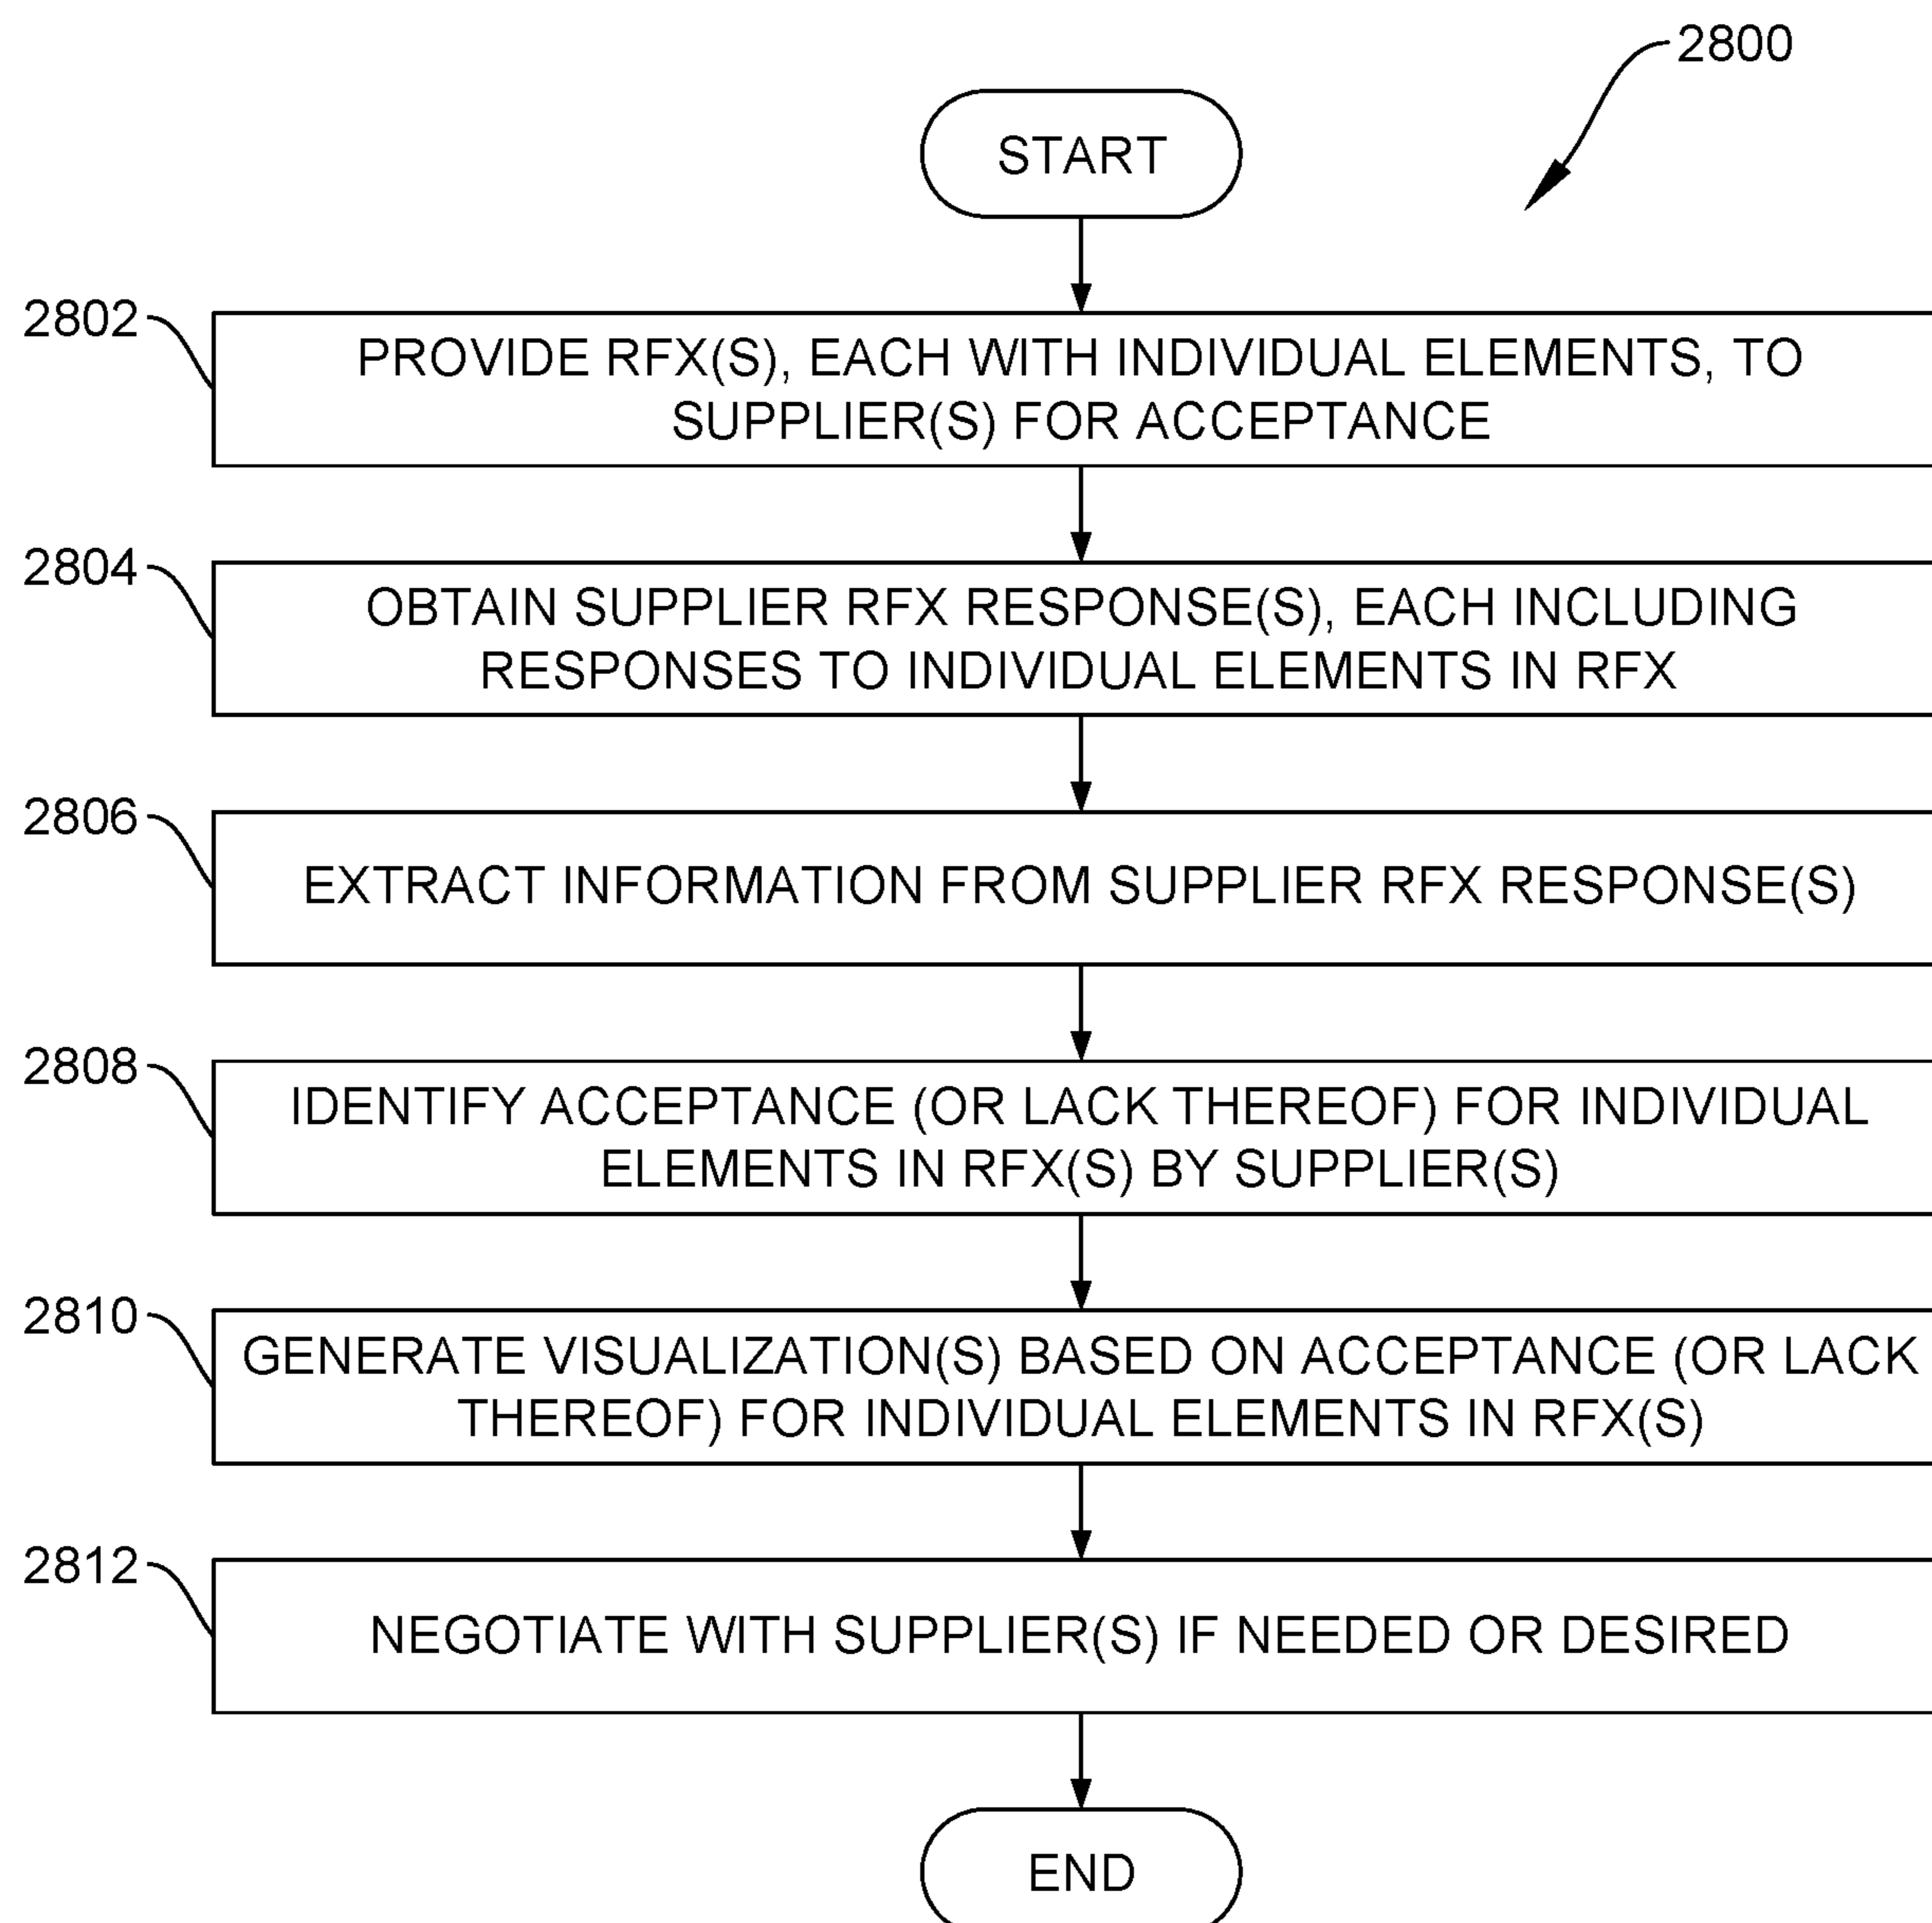 2800
START
2802
PROVIDE RFX(S), EACH WITH INDIVIDUAL ELEMENTS, TO
SUPPLIER(S) FOR ACCEPTANCE
2804
OBTAIN SUPPLIER RFX RESPONSE(S), EACH INCLUDING
RESPONSES TO INDIVIDUAL ELEMENTS IN RFX
2806
EXTRACT INFORMATION FROM SUPPLIER RFX RESPONSE(S)
2808
IDENTIFY ACCEPTANCE (OR LACK THEREOF) FOR INDIVIDUAL
ELEMENTS IN RFX(S) BY SUPPLIER(S)
2810
GENERATE VISUALIZATION(S) BASED ON ACCEPTANCE (OR LACK
THEREOF) FOR INDIVIDUAL ELEMENTS IN RFX(S)
2812
NEGOTIATE WITH SUPPLIER(S) IF NEEDED OR DESIRED
END